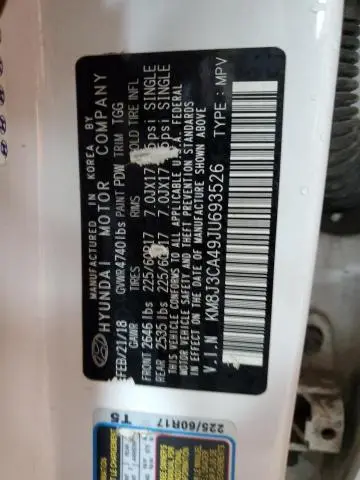 MANUFACTURED IN KOREA BY
HYUNDAI MOTOR COMPANY
FEB/21/18 GVWR 4740lbs PAINT PDW TRIM TGG
GAWR TIRES RIMS COLD TIRE INFL
FRONT 2646 lbs 225/60R17 7.0JX17 psi SINGLE
REAR 2535 lbs 225/60R17 7.0JX17 psi SINGLE
THIS VEHICLE CONFORMS TO ALL APPLICABLE U.S.A. FEDERAL
MOTOR VEHICLE SAFETY, BUMPER, AND THEFT PREVENTION STANDARDS
IN EFFECT ON THE DATE OF MANUFACTURE SHOWN ABOVE
V.I.N : KM8J3CA49JU693526 TYPE : MPV
225/60R17
T5